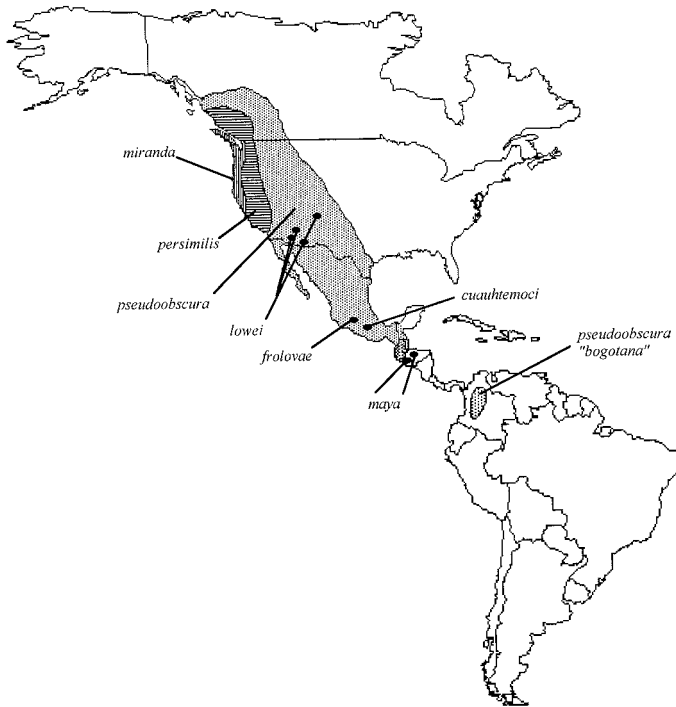 miranda
persimilis
pseudoobscura
lowei
frolovae
cuauhtemoci
maya
pseudoobscura
"bogotana"